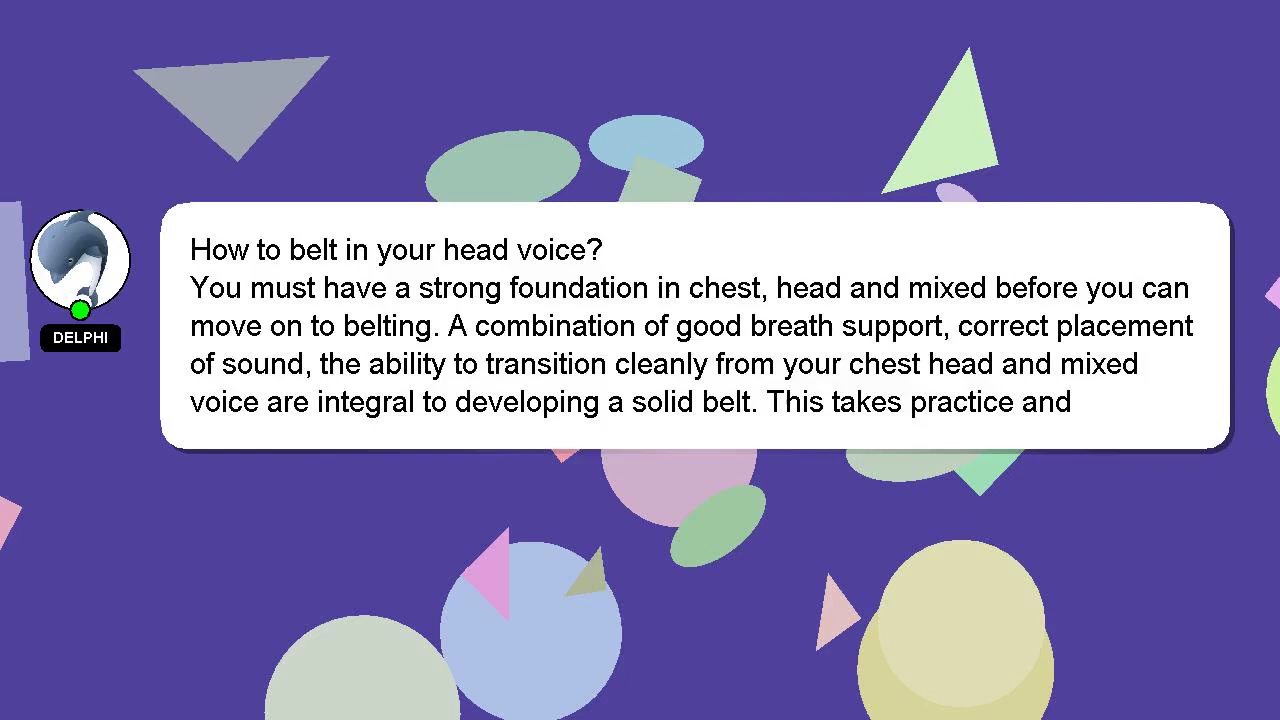 How to belt in your head voice?
You must have a strong foundation in chest, head and mixed before you can
move on to belting. A combination of good breath support, correct placement
of sound, the ability to transition cleanly from your chest head and mixed
voice are integral to developing a solid belt. This takes practice and
DELPHI